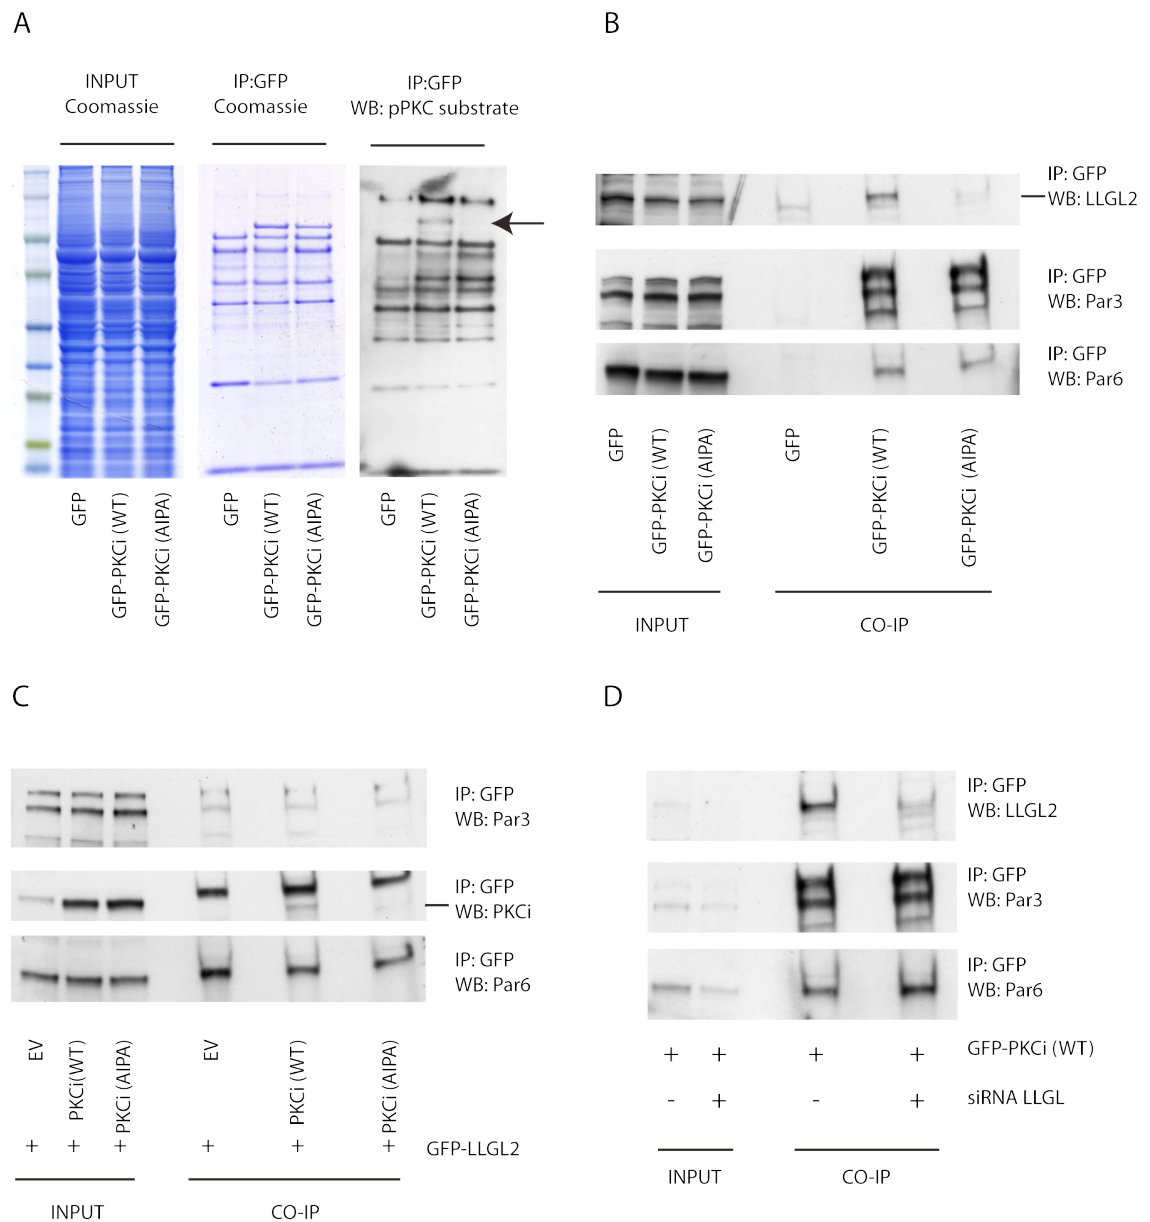 A
INPUT
Coomassie
IP:GFP
Coomassie
IP:GFP
WB: pPKC substrate
GFP
GFP-PKCi (WT)
GFP-PKCi (AIPA)
GFP
GFP-PKCi (WT)
GFP-PKCi (AIPA)
GFP
GFP-PKCi (WT)
GFP-PKCi (AIPA)
B
IP: GFP
WB: LLGL2
IP: GFP
WB: Par3
IP: GFP
WB: Par6
GFP
GFP-PKCi (WT)
GFP-PKCi (AIPA)
GFP
GFP-PKCi (WT)
GFP-PKCi (AIPA)
INPUT
CO-IP
C
IP: GFP
WB: Par3
IP: GFP
WB: PKCi
IP: GFP
WB: Par6
EV
PKCi(WT)
PKCi (AIPA)
EV
PKCi (WT)
PKCi (AIPA)
+ + + + + + GFP-LLGL2
INPUT
CO-IP
D
IP: GFP
WB: LLGL2
IP: GFP
WB: Par3
IP: GFP
WB: Par6
+ + + + GFP-PKCi (WT)
- + - + siRNA LLGL
INPUT
CO-IP